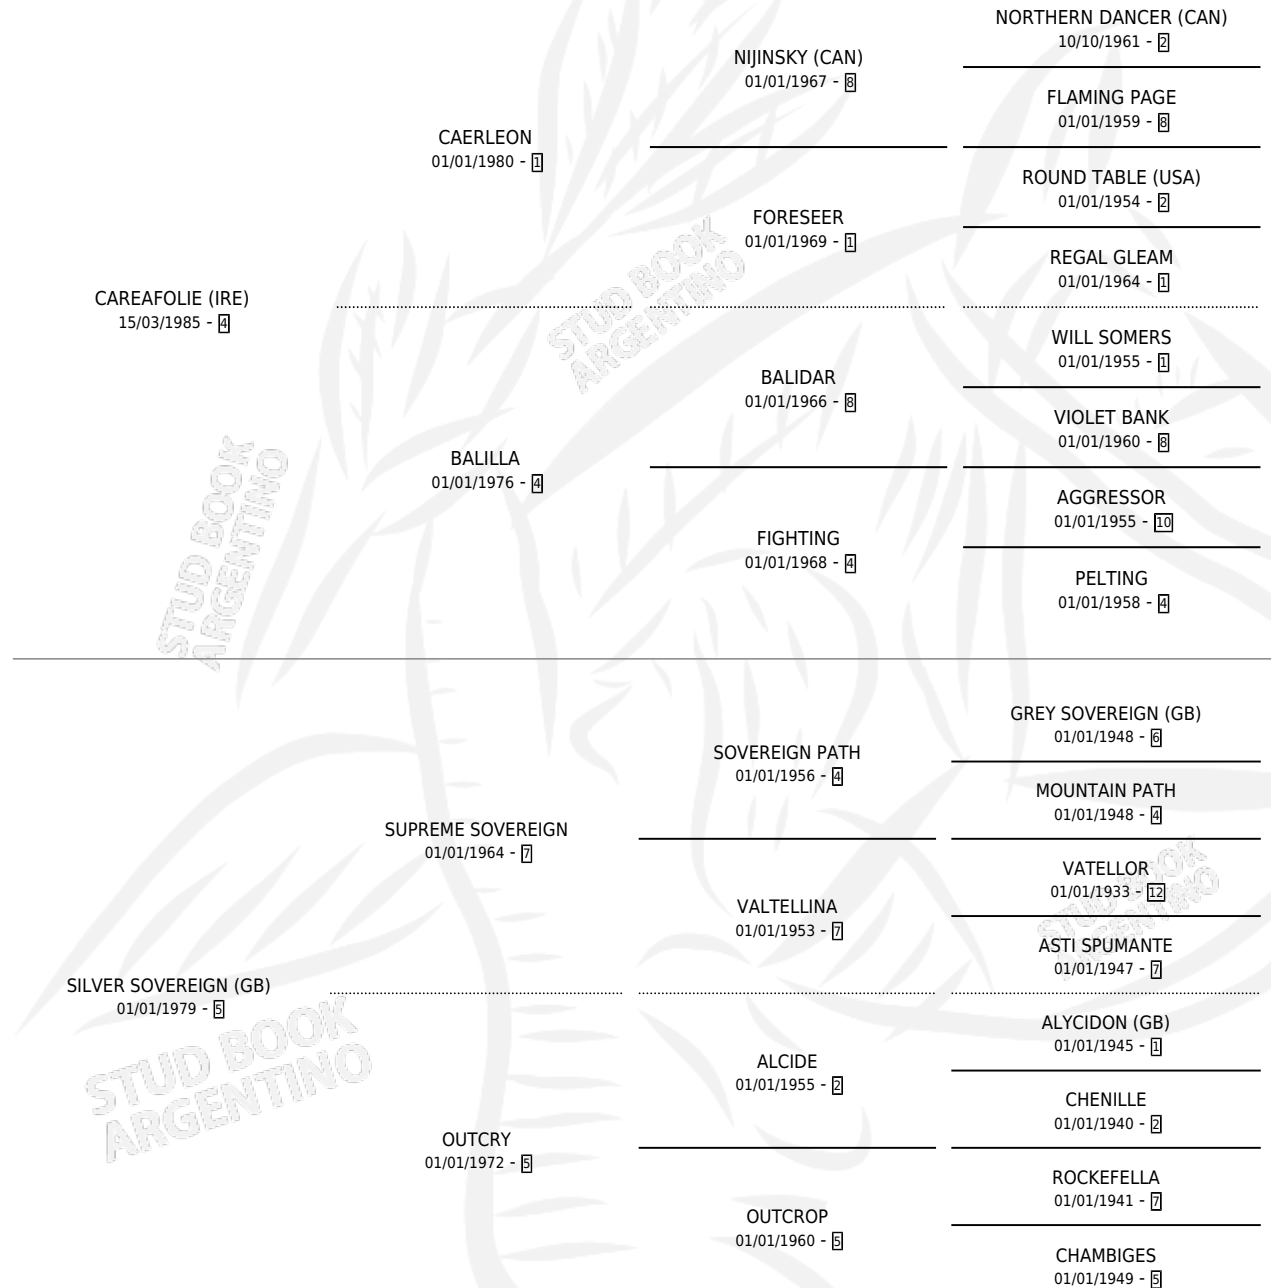 CAREAFOLIE (IRE)
15/03/1985 - 4
CAERLEON
01/01/1980 - 1
BALILLA
01/01/1976 - 4
NIJINSKY (CAN)
01/01/1967 - 8
FORESEER
01/01/1969 - 1
BALIDAR
01/01/1966 - 8
FIGHTING
01/01/1968 - 4
NORTHERN DANCER (CAN)
10/10/1961 - 2
FLAMING PAGE
01/01/1959 - 8
ROUND TABLE (USA)
01/01/1954 - 2
REGAL GLEAM
01/01/1964 - 1
WILL SOMERS
01/01/1955 - 1
VIOLET BANK
01/01/1960 - 8
AGGRESSOR
01/01/1955 - 10
PELTING
01/01/1958 - 4
STUD BOOK
ARGENTINO
STUD BOOK
ARGENTINO
SILVER SOVEREIGN (GB)
01/01/1979 - 5
SUPREME SOVEREIGN
01/01/1964 - 7
OUTCRY
01/01/1972 - 5
SOVEREIGN PATH
01/01/1956 - 4
VALTELLINA
01/01/1953 - 7
ALCIDE
01/01/1955 - 2
OUTCROP
01/01/1960 - 5
GREY SOVEREIGN (GB)
01/01/1948 - 6
MOUNTAIN PATH
01/01/1948 - 4
VATELLOR
01/01/1933 - 12
ASTI SPUMANTE
01/01/1947 - 7
ALYCIDON (GB)
01/01/1945 - 1
CHENILLE
01/01/1940 - 2
ROCKEFELLA
01/01/1941 - 7
CHAMBIGES
01/01/1949 - 5
STUD BOOK
ARGENTINO
STUD BOOK
ARGENTINO